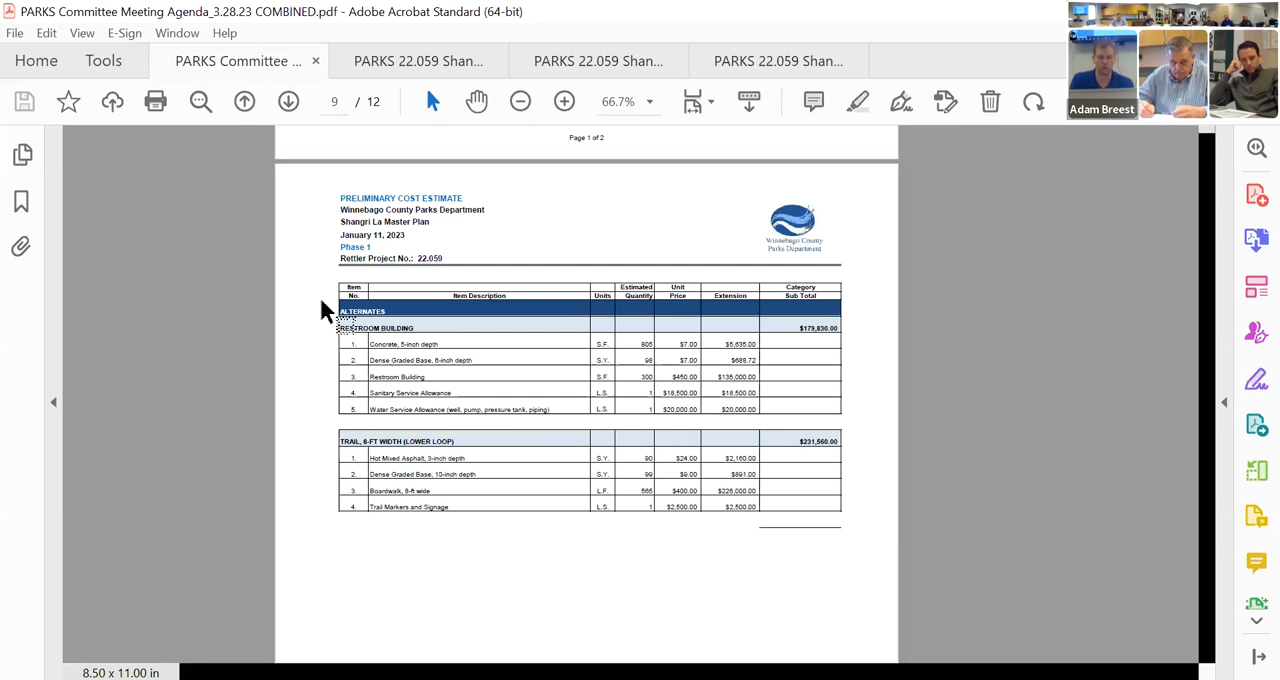 PARKS Committee Meeting Agenda_3.28.23 COMBINED.pdf - Adobe Acrobat Standard (64-bit)
File Edit View E-Sign Window Help
Home Tools PARKS Committee ... × PARKS 22.059 Shan... PARKS 22.059 Shan... PARKS 22.059 Shan...
9 / 12 66.7%
Adam Breest
Page 1 of 2
PRELIMINARY COST ESTIMATE
Winnebago County Parks Department
Shangri La Master Plan
January 11, 2023
Phase 1
Rettler Project No.: 22.059
Winnebago County
Parks Department
Item Estimated Unit Category
No. Item Description Units Quantity Price Extension Sub Total
ALTERNATES
RESTROOM BUILDING $179,830.00
1. Concrete, 5-inch depth S.F. 805 $7.00 $5,635.00
2. Dense Graded Base, 6-inch depth S.Y. 98 $7.00 $688.72
3. Restroom Building S.F. 300 $450.00 $135,000.00
4. Sanitary Service Allowance L.S. 1 $18,500.00 $18,500.00
5. Water Service Allowance (well, pump, pressure tank, piping) L.S. 1 $20,000.00 $20,000.00
TRAIL, 8-FT WIDTH (LOWER LOOP) $231,560.00
1. Hot Mixed Asphalt, 3-inch depth S.Y. 90 $24.00 $2,160.00
2. Dense Graded Base, 10-inch depth S.Y. 99 $9.00 $891.00
3. Boardwalk, 8-ft wide L.F. 565 $400.00 $226,000.00
4. Trail Markers and Signage L.S. 1 $2,500.00 $2,500.00
8.50 x 11.00 in